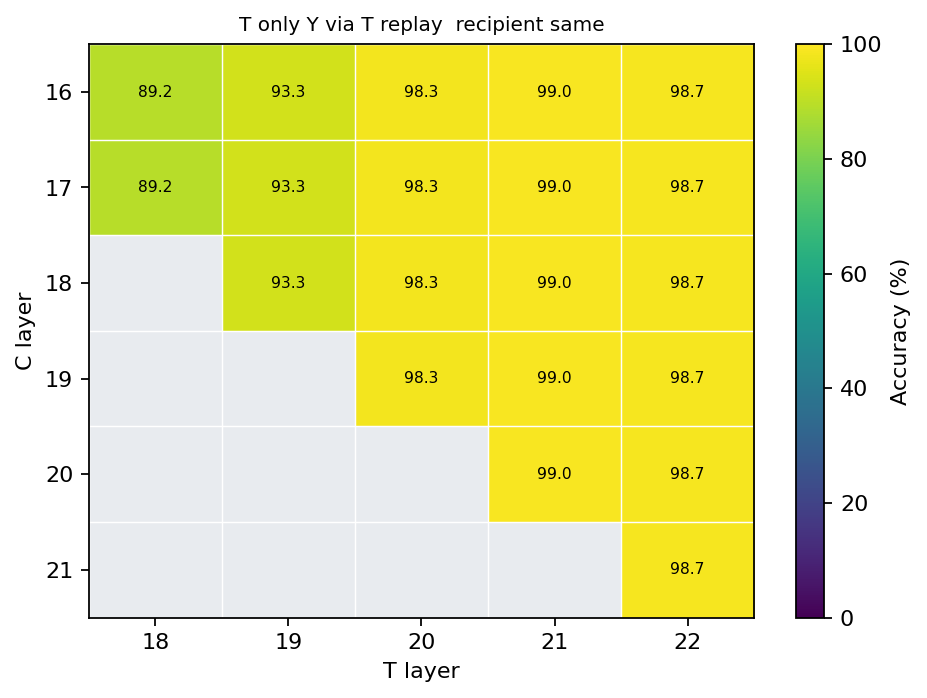 T only Y via T replay  recipient same
16 89.2 93.3 98.3 99.0 98.7 100
17 89.2 93.3 98.3 99.0 98.7 80
18 93.3 98.3 99.0 98.7 60
19 98.3 99.0 98.7 40
20 99.0 98.7 20
21 98.7 0
18 19 20 21 22
T layer
C layer
Accuracy (%)